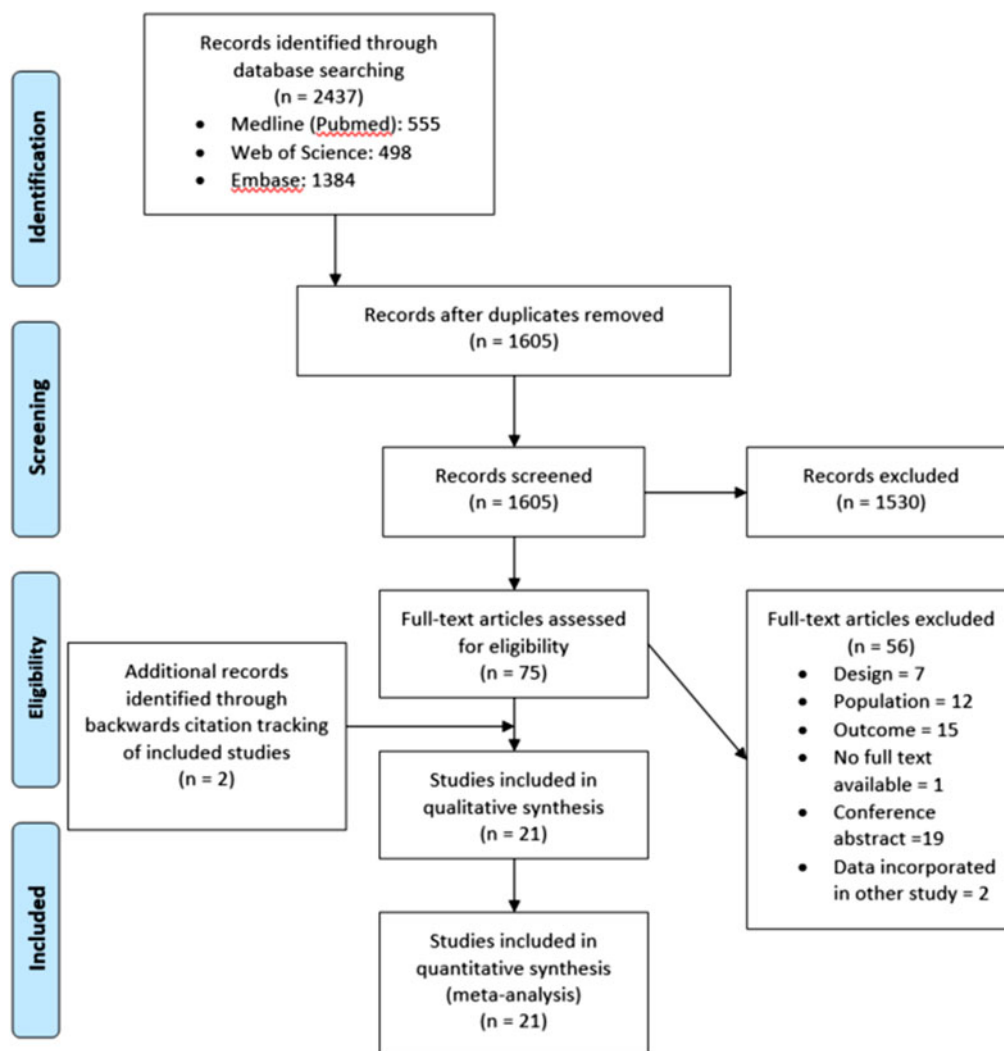 Identification
Records identified through
database searching
(n = 2437)
• Medline (Pubmed): 555
• Web of Science: 498
• Embase: 1384
Records after duplicates removed
(n = 1605)
Screening
Records screened
(n = 1605)
Records excluded
(n = 1530)
Eligibility
Full-text articles assessed
for eligibility
(n = 75)
Full-text articles excluded
(n = 56)
• Design = 7
• Population = 12
• Outcome = 15
• No full text
available = 1
• Conference
abstract =19
• Data incorporated
in other study = 2
Additional records
identified through
backwards citation tracking
of included studies
(n = 2)
Studies included in
qualitative synthesis
(n = 21)
Included
Studies included in
quantitative synthesis
(meta-analysis)
(n = 21)